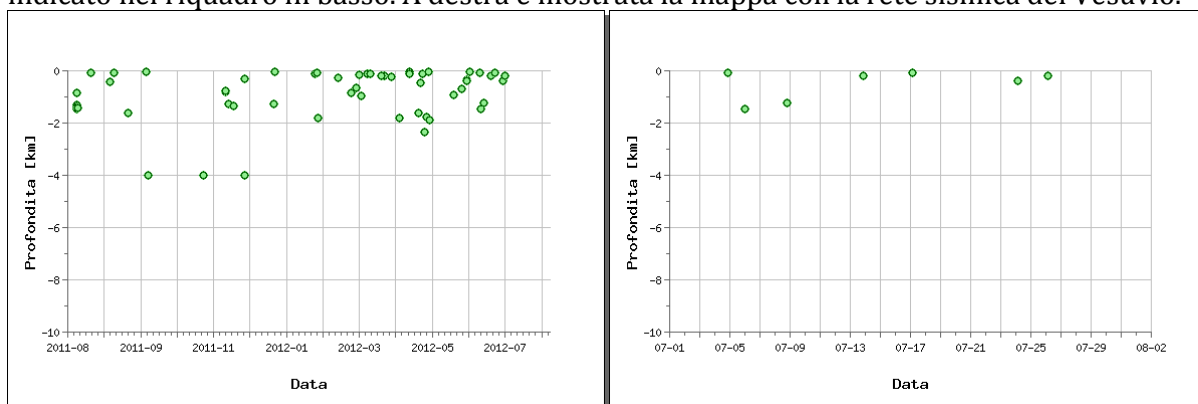 indicato nel riquadro in basso. A destra è mostrata la mappa con la rete sismica del Vesuvio.
0
-2
-4
-6
-8
-10
Profondita [km]
2011-08 2011-09 2011-11 2012-01 2012-03 2012-05 2012-07
Data
0
-2
-4
-6
-8
-10
Profondita [km]
07-01 07-05 07-09 07-13 07-17 07-21 07-25 07-29 08-02
Data